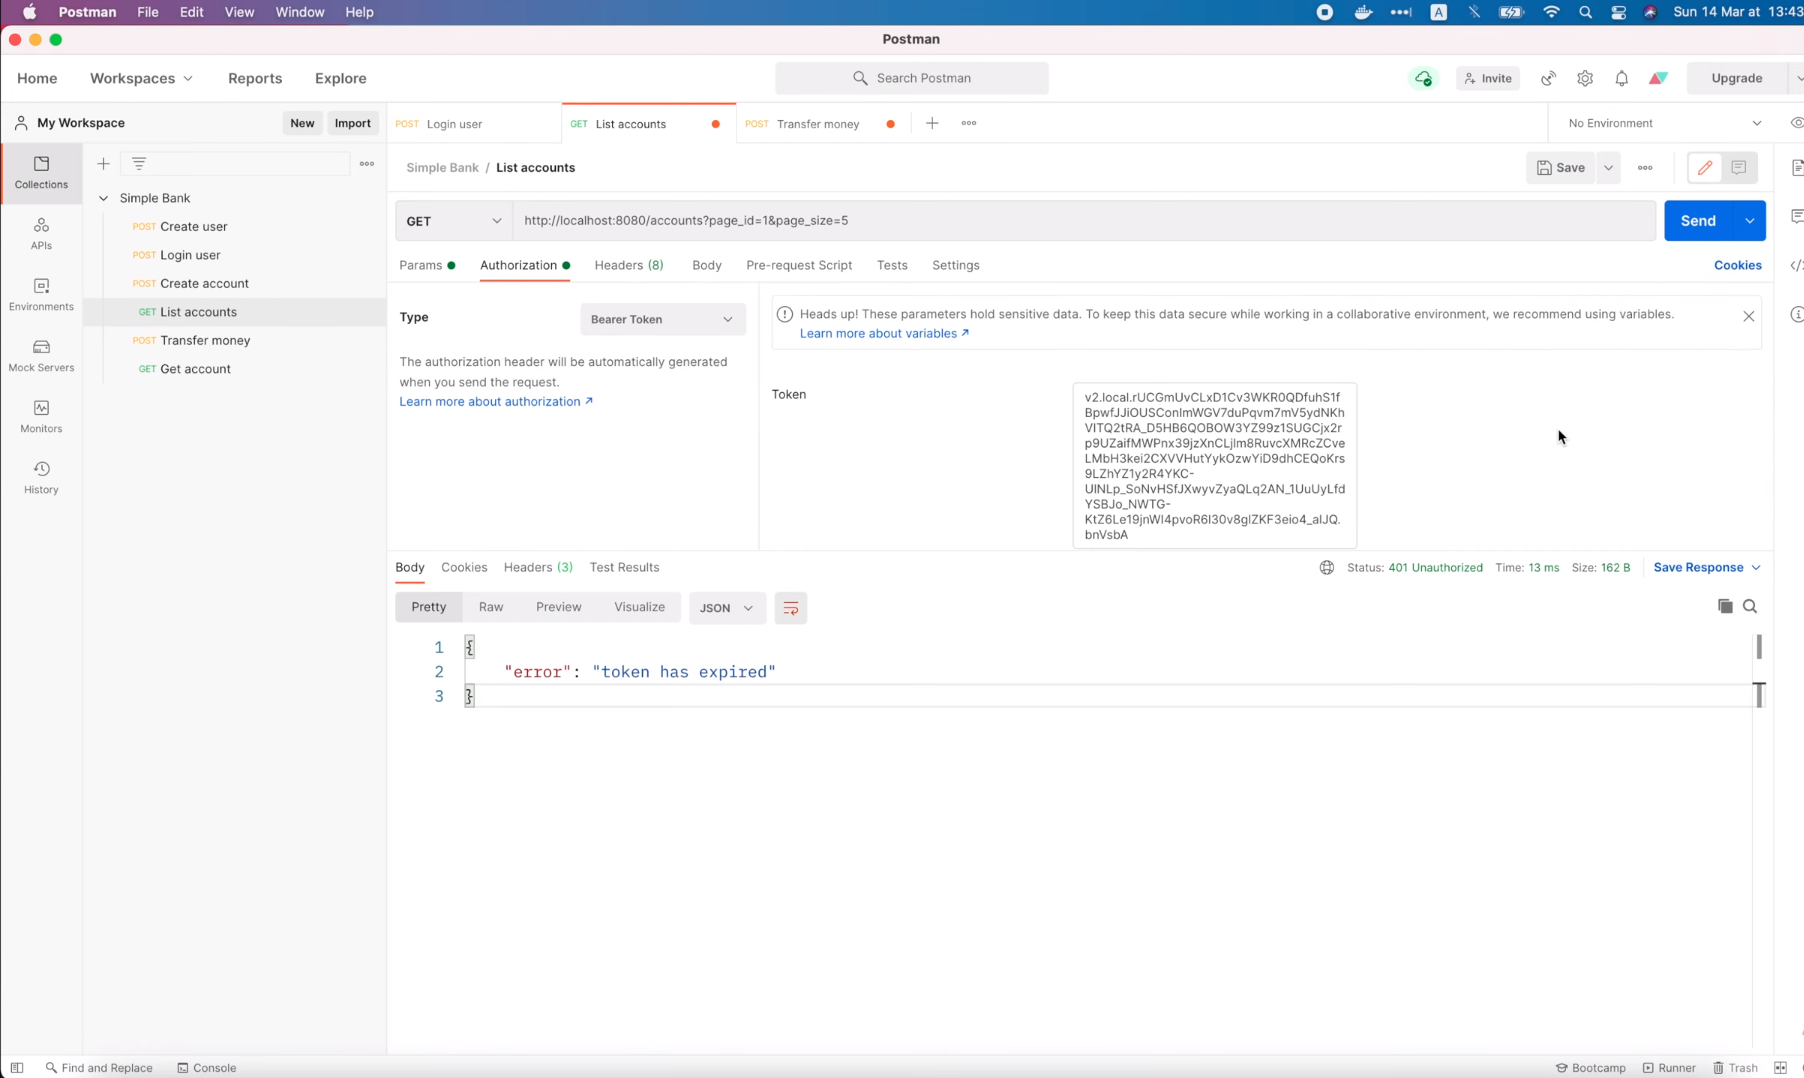 Postman File Edit View Window Help
A
Sun 14 Mar at 13:43
Postman
Home Workspaces Reports Explore
Search Postman
Invite
Upgrade
My Workspace
New Import
POST Login user
GET List accounts
POST Transfer money
No Environment
Collections
APIs
Environments
Mock Servers
Monitors
History
Simple Bank
POST Create user
POST Login user
POST Create account
GET List accounts
POST Transfer money
GET Get account
Simple Bank / List accounts
Save
GET
http://localhost:8080/accounts?page_id=1&page_size=5
Send
Params Authorization Headers (8) Body Pre-request Script Tests Settings
Cookies
Type
Bearer Token
The authorization header will be automatically generated
when you send the request.
Learn more about authorization ↗
Heads up! These parameters hold sensitive data. To keep this data secure while working in a collaborative environment, we recommend using variables.
Learn more about variables ↗
Token
v2.local.rUCGmUvCLxD1Cv3WKR0QDfuhS1f
BpwfJJiOUSConlmWGV7duPqvm7mV5ydNKh
VITQ2tRA_D5HB6QOBOW3YZ99z1SUGCjx2r
p9UZaifMWPnx39jzXnCLjlm8RuvcXMRcZCve
LMbH3kei2CXVVHutYykOzwYiD9dhCEQoKrs
9LZhYZ1y2R4YKC-
UINLp_SoNvHSfJXwyvZyaQLq2AN_1UuUyLfd
YSBJo_NWTG-
KtZ6Le19jnWl4pvoR6I30v8glZKF3eio4_alJQ.
bnVsbA
Body Cookies Headers (3) Test Results
Status: 401 Unauthorized Time: 13 ms Size: 162 B
Save Response
Pretty Raw Preview Visualize JSON
1 {
2 "error": "token has expired"
3 }
Find and Replace Console
Bootcamp Runner Trash